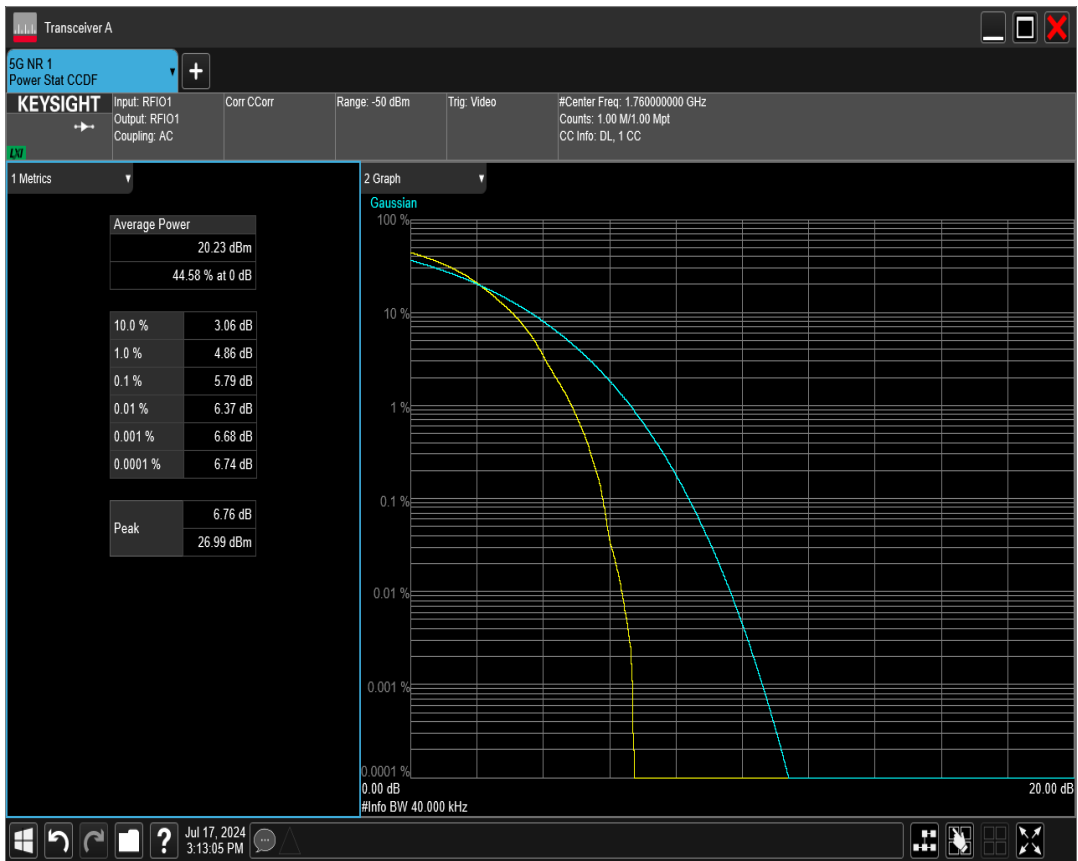 Transceiver A
5G NR 1
Power Stat CCDF
KEYSIGHT
LXI
Input: RFIO1
Output: RFIO1
Coupling: AC
Corr CCorr
Range: -50 dBm
Trig: Video
#Center Freq: 1.760000000 GHz
Counts: 1.00 M/1.00 Mpt
CC Info: DL, 1 CC
1 Metrics
Average Power
20.23 dBm
44.58 % at 0 dB
10.0 % 3.06 dB
1.0 % 4.86 dB
0.1 % 5.79 dB
0.01 % 6.37 dB
0.001 % 6.68 dB
0.0001 % 6.74 dB
Peak
6.76 dB
26.99 dBm
2 Graph
Gaussian
100 %
10 %
1 %
0.1 %
0.01 %
0.001 %
0.0001 %
0.00 dB 20.00 dB
#Info BW 40.000 kHz
Jul 17, 2024
3:13:05 PM